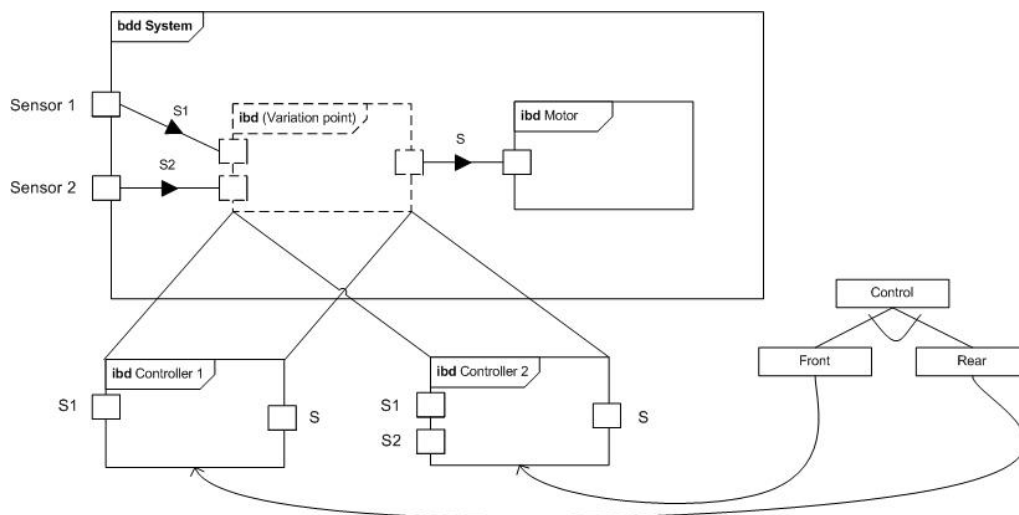 bdd System
Sensor 1
S1
ibd (Variation point)
ibd Motor
S
S2
Sensor 2
Control
Front
Rear
ibd Controller 1
ibd Controller 2
S1
S
S1
S
S2